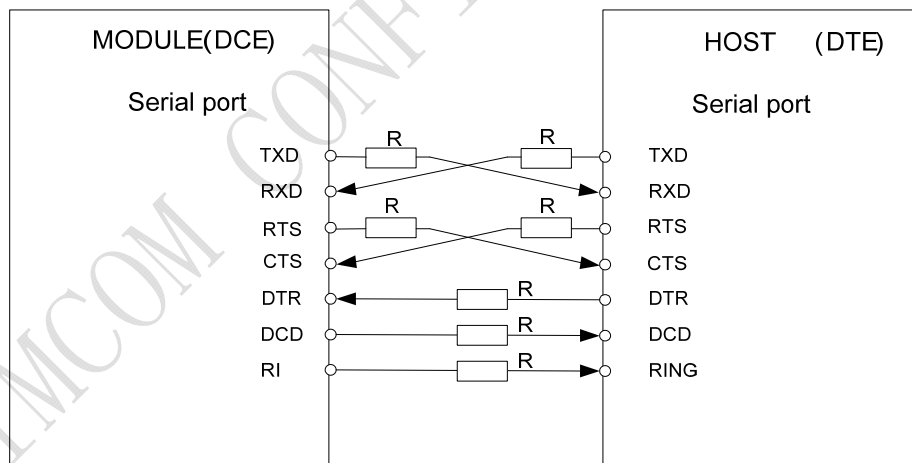 MODULE(DCE) HOST (DTE)
Serial port Serial port
R R
TXD TXD
RXD RXD
R R
RTS RTS
CTS CTS
DTR R DTR
DCD R DCD
RI R RING